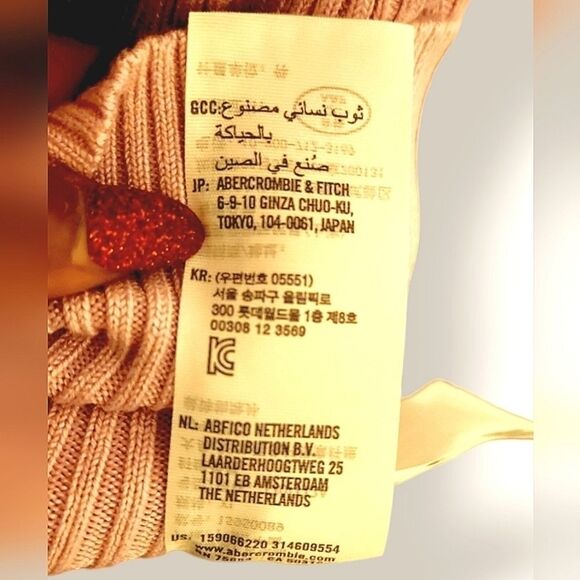 GCC: ثوب نسائي مصنوع
بالحياكة
صُنع في الصين
JP: ABERCROMBIE & FITCH
6-9-10 GINZA CHUO-KU,
TOKYO, 104-0061, JAPAN
KR: (우편번호 05551)
서울 송파구 올림픽로
300 롯데월드몰 1층 제8호
00308 12 3569
NL: ABFICO NETHERLANDS
DISTRIBUTION B.V.
LAARDERHOOGTWEG 25
1101 EB AMSTERDAM
THE NETHERLANDS
US: 159066220 314609554
www.abercrombie.com